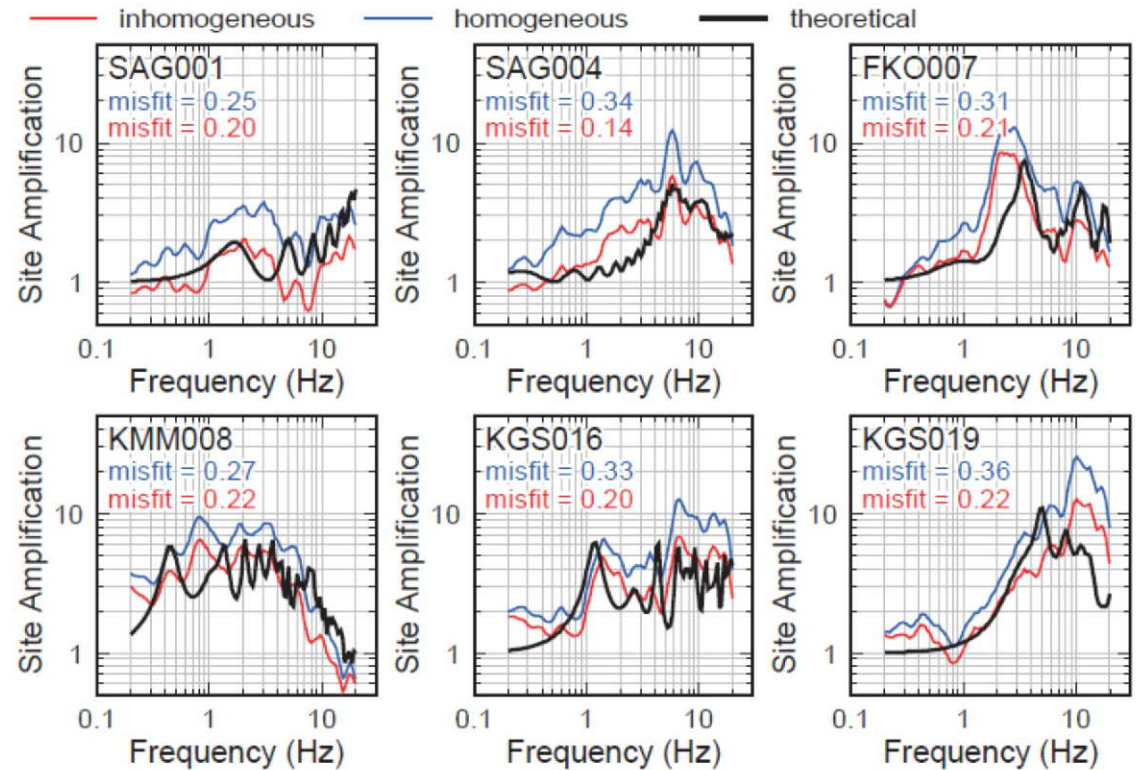 inhomogeneous homogeneous theoretical
SAG001
misfit = 0.25
misfit = 0.20
10
1
Site Amplification
0.1 1 10
Frequency (Hz)
SAG004
misfit = 0.34
misfit = 0.14
10
1
Site Amplification
0.1 1 10
Frequency (Hz)
FKO007
misfit = 0.31
misfit = 0.21
10
1
Site Amplification
0.1 1 10
Frequency (Hz)
KMM008
misfit = 0.27
misfit = 0.22
10
1
Site Amplification
0.1 1 10
Frequency (Hz)
KGS016
misfit = 0.33
misfit = 0.20
10
1
Site Amplification
0.1 1 10
Frequency (Hz)
KGS019
misfit = 0.36
misfit = 0.22
10
1
Site Amplification
0.1 1 10
Frequency (Hz)